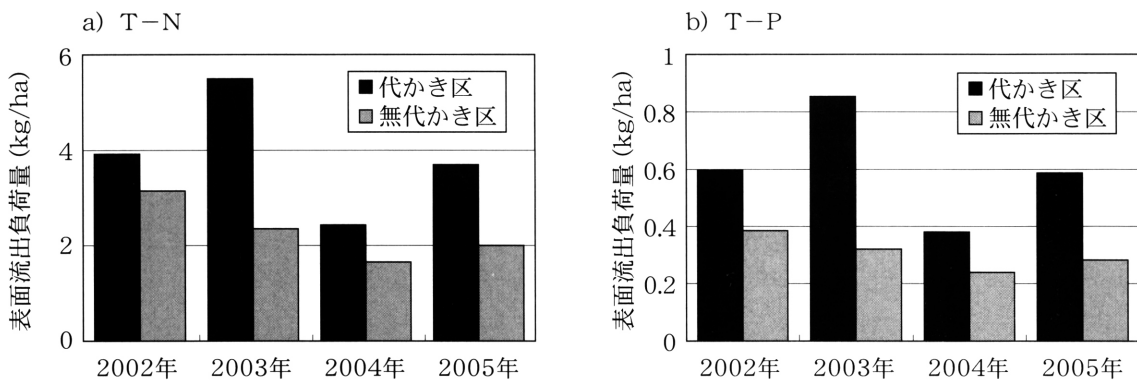 a) T-N
表面流出負荷量 (kg/ha)
6
4
2
0
代かき区
無代かき区
2002年 2003年 2004年 2005年
b) T-P
表面流出負荷量 (kg/ha)
1
0.8
0.6
0.4
0.2
0
代かき区
無代かき区
2002年 2003年 2004年 2005年